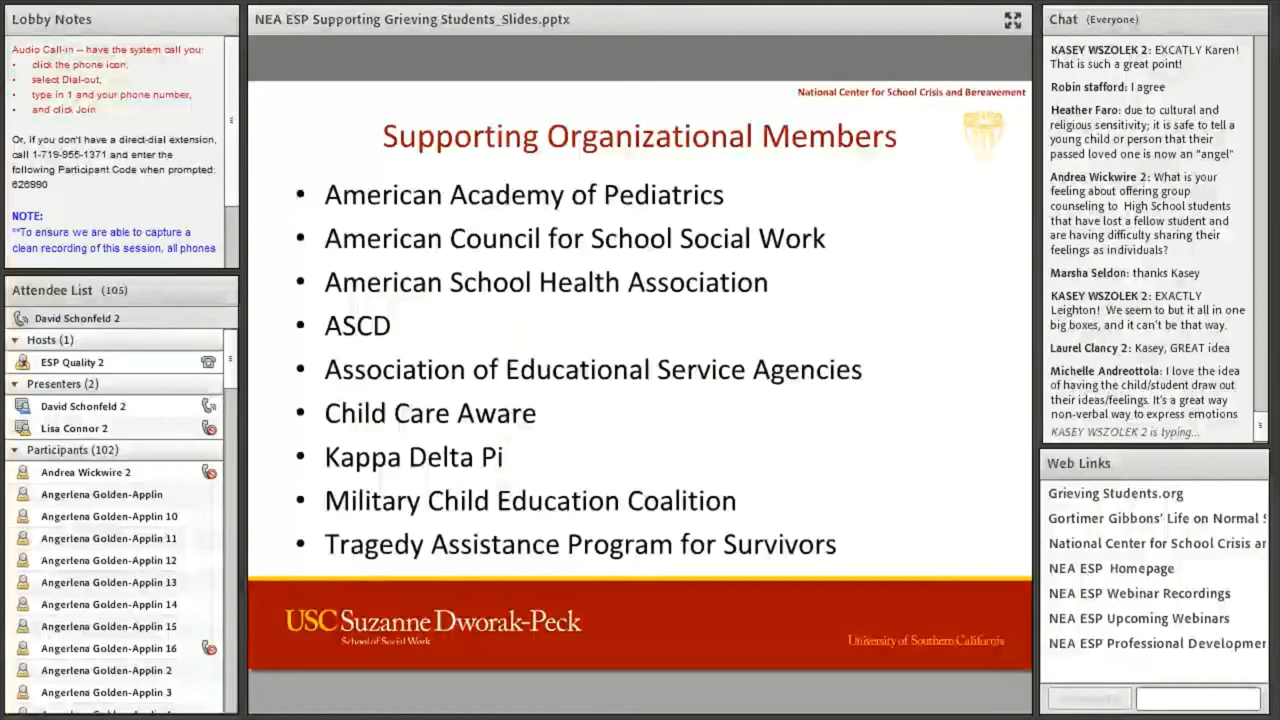 Lobby Notes
Audio Call-in -- have the system call you:
• click the phone icon,
• select Dial-out,
• type in 1 and your phone number,
• and click Join
Or, if you don't have a direct-dial extension,
call 1-719-955-1371 and enter the
following Participant Code when prompted:
626990
NOTE:
**To ensure we are able to capture a
clean recording of this session, all phones
Attendee List (105)
David Schonfeld 2
Hosts (1)
ESP Quality 2
Presenters (2)
David Schonfeld 2
Lisa Connor 2
Participants (102)
Andrea Wickwire 2
Angerlena Golden-Applin
Angerlena Golden-Applin 10
Angerlena Golden-Applin 11
Angerlena Golden-Applin 12
Angerlena Golden-Applin 13
Angerlena Golden-Applin 14
Angerlena Golden-Applin 15
Angerlena Golden-Applin 16
Angerlena Golden-Applin 2
Angerlena Golden-Applin 3
NEA ESP Supporting Grieving Students_Slides.pptx
National Center for School Crisis and Bereavement
Supporting Organizational Members
• American Academy of Pediatrics
• American Council for School Social Work
• American School Health Association
• ASCD
• Association of Educational Service Agencies
• Child Care Aware
• Kappa Delta Pi
• Military Child Education Coalition
• Tragedy Assistance Program for Survivors
USC Suzanne Dworak-Peck
School of Social Work
University of Southern California
Chat (Everyone)
KASEY WSZOLEK 2: EXCATLY Karen!
That is such a great point!
Robin stafford: I agree
Heather Faro: due to cultural and
religious sensitivity; it is safe to tell a
young child or person that their
passed loved one is now an "angel"
Andrea Wickwire 2: What is your
feeling about offering group
counseling to High School students
that have lost a fellow student and
are having difficulty sharing their
feelings as individuals?
Marsha Seldon: thanks Kasey
KASEY WSZOLEK 2: EXACTLY
Leighton! We seem to but it all in one
big boxes, and it can't be that way.
Laurel Clancy 2: Kasey, GREAT idea
Michelle Andreottola: I love the idea
of having the child/student draw out
their ideas/feelings. It's a great way
non-verbal way to express emotions
KASEY WSZOLEK 2 is typing...
Web Links
Grieving Students.org
Gortimer Gibbons' Life on Normal
National Center for School Crisis
NEA ESP Homepage
NEA ESP Webinar Recordings
NEA ESP Upcoming Webinars
NEA ESP Professional Developmen